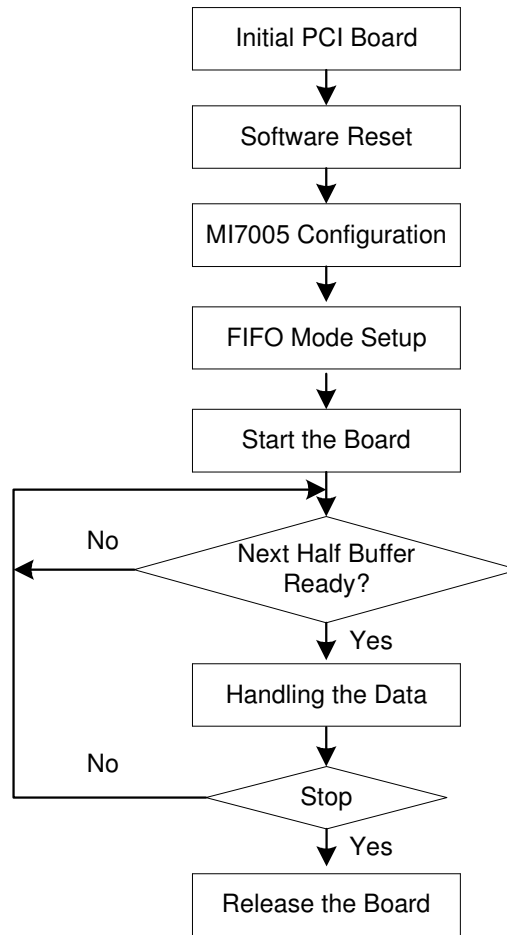 Initial PCI Board
Software Reset
MI7005 Configuration
FIFO Mode Setup
Start the Board
No
Next Half Buffer
Ready?
Yes
Handling the Data
No
Stop
Yes
Release the Board